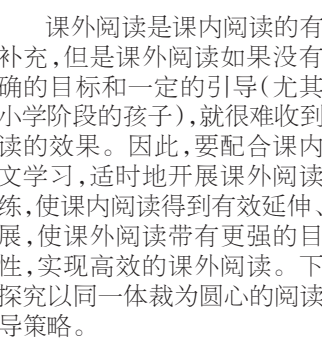 课外阅读是课内阅读的有
补充,但是课外阅读如果没有
确的目标和一定的引导(尤其
小学阶段的孩子),就很难收到
读的效果。因此,要配合课内
文学习,适时地开展课外阅读
练,使课内阅读得到有效延伸、
展,使课外阅读带有更强的目
性,实现高效的课外阅读。下
探究以同一体裁为圆心的阅读
导策略。